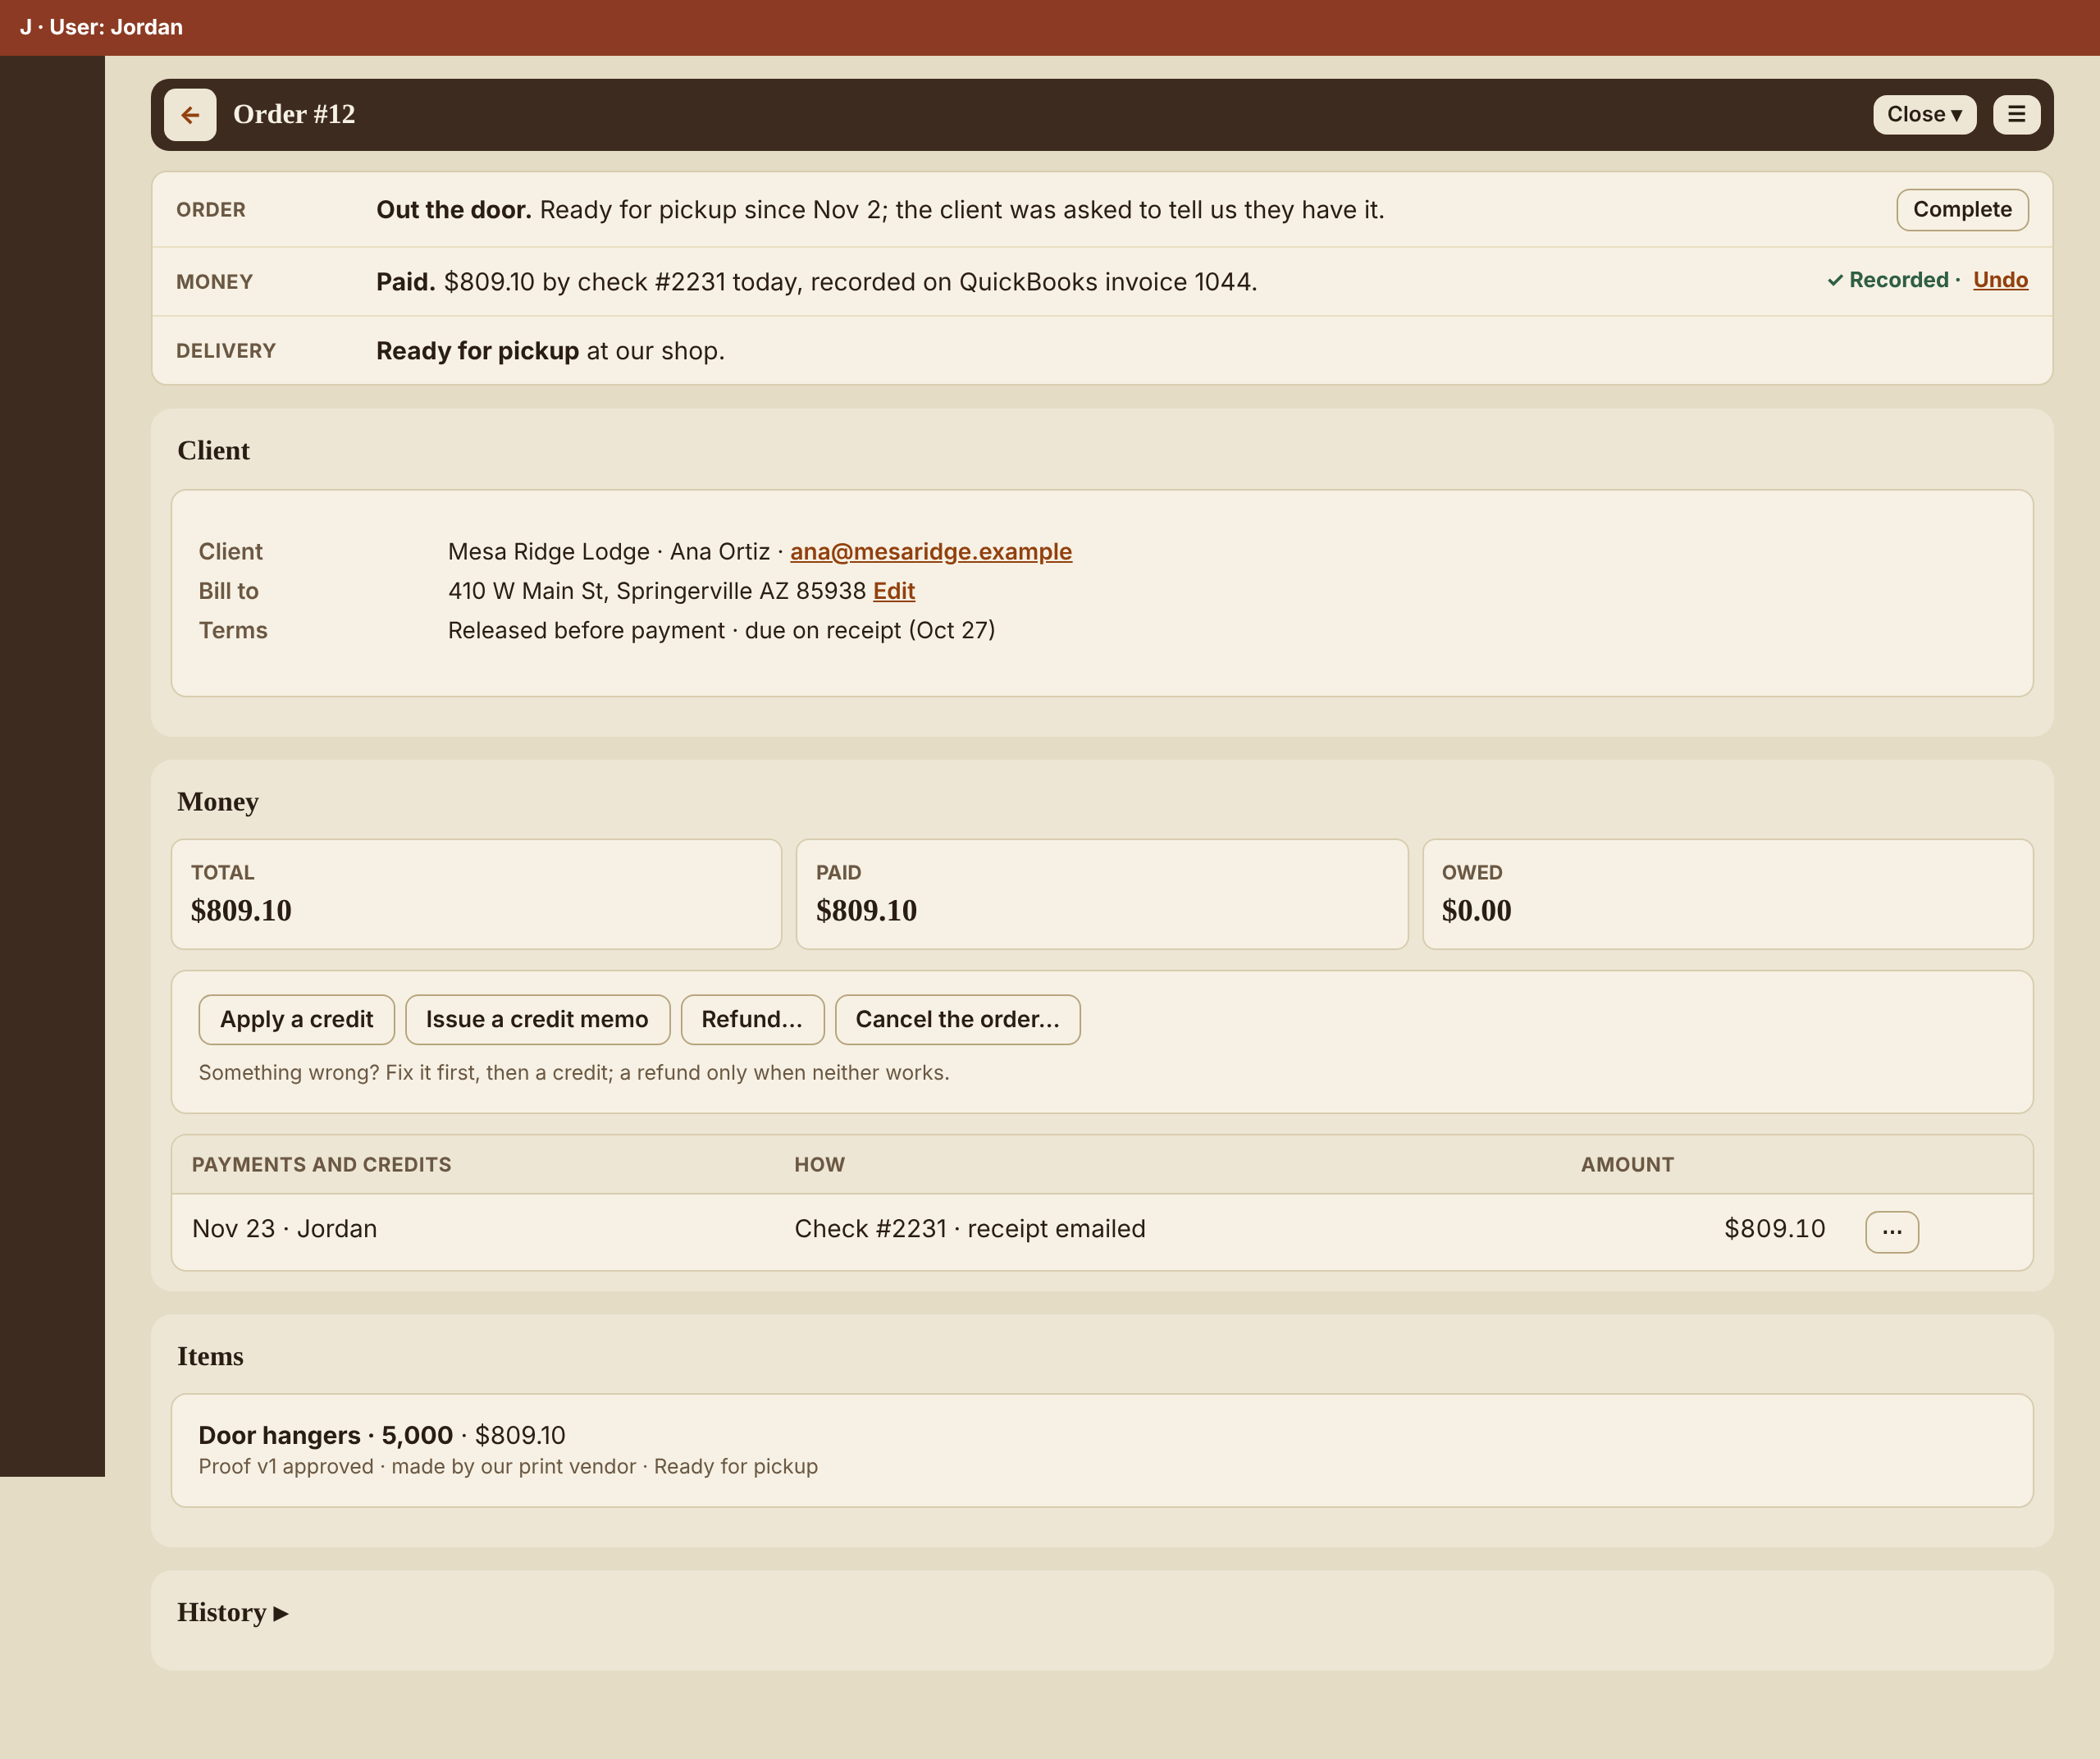 J · User: Jordan
← Order #12 Close ▾ ☰
ORDER Out the door. Ready for pickup since Nov 2; the client was asked to tell us they have it. Complete
MONEY Paid. $809.10 by check #2231 today, recorded on QuickBooks invoice 1044. ✓ Recorded · Undo
DELIVERY Ready for pickup at our shop.
Client
Client Mesa Ridge Lodge · Ana Ortiz · ana@mesaridge.example
Bill to 410 W Main St, Springerville AZ 85938 Edit
Terms Released before payment · due on receipt (Oct 27)
Money
TOTAL PAID OWED
$809.10 $809.10 $0.00
Apply a credit Issue a credit memo Refund... Cancel the order...
Something wrong? Fix it first, then a credit; a refund only when neither works.
PAYMENTS AND CREDITS HOW AMOUNT
Nov 23 · Jordan Check #2231 · receipt emailed $809.10 ...
Items
Door hangers · 5,000 · $809.10
Proof v1 approved · made by our print vendor · Ready for pickup
History ▸